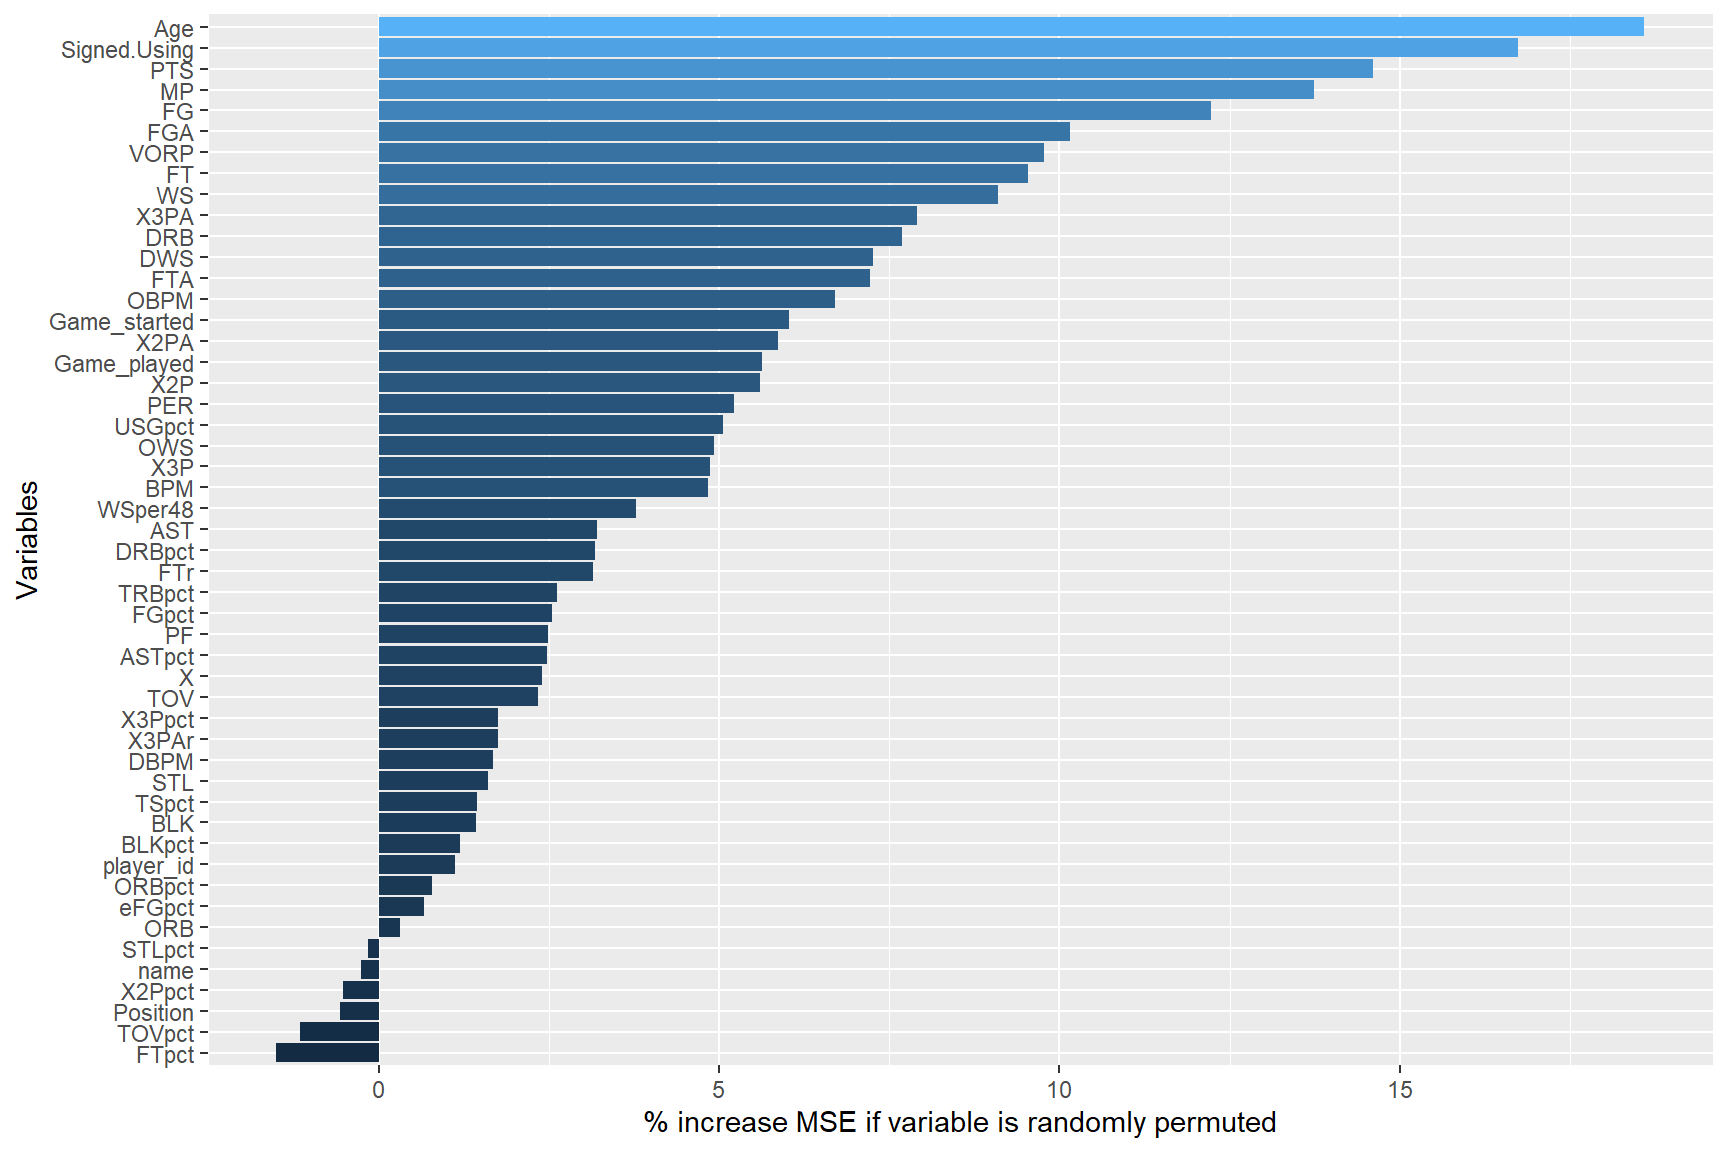 Age
Signed.Using
PTS
MP
FG
FGA
VORP
FT
WS
X3PA
DRB
DWS
FTA
OBPM
Game_started
X2PA
Game_played
X2P
PER
USGpct
OWS
X3P
BPM
WSper48
AST
DRBpct
FTr
TRBpct
FGpct
PF
ASTpct
X
TOV
X3Ppct
X3PAr
DBPM
STL
TSpct
BLK
BLKpct
player_id
ORBpct
eFGpct
ORB
STLpct
name
X2Ppct
Position
TOVpct
FTpct
Variables
0 5 10 15
% increase MSE if variable is randomly permuted